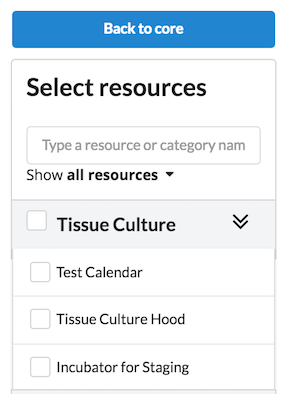 Back to core
Select resources
Type a resource or category nam
Show all resources
Tissue Culture
Test Calendar
Tissue Culture Hood
Incubator for Staging